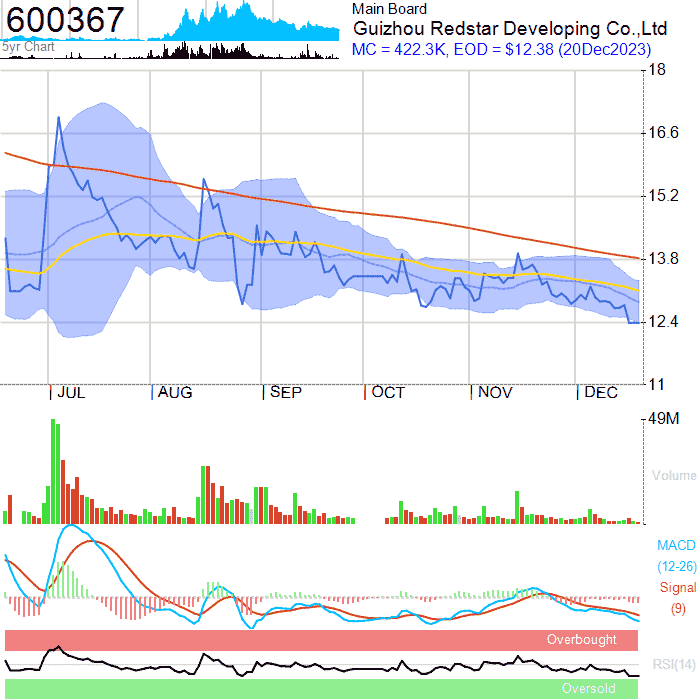 600367
5yr Chart
Main Board
Guizhou Redstar Developing Co.,Ltd
MC = 422.3K, EOD = $12.38 (20Dec2023)
18
16.6
15.2
13.8
12.4
11
JUL AUG SEP OCT NOV DEC
49M
Volume
MACD
(12-26)
Signal
(9)
Overbought
RSI(14)
Oversold